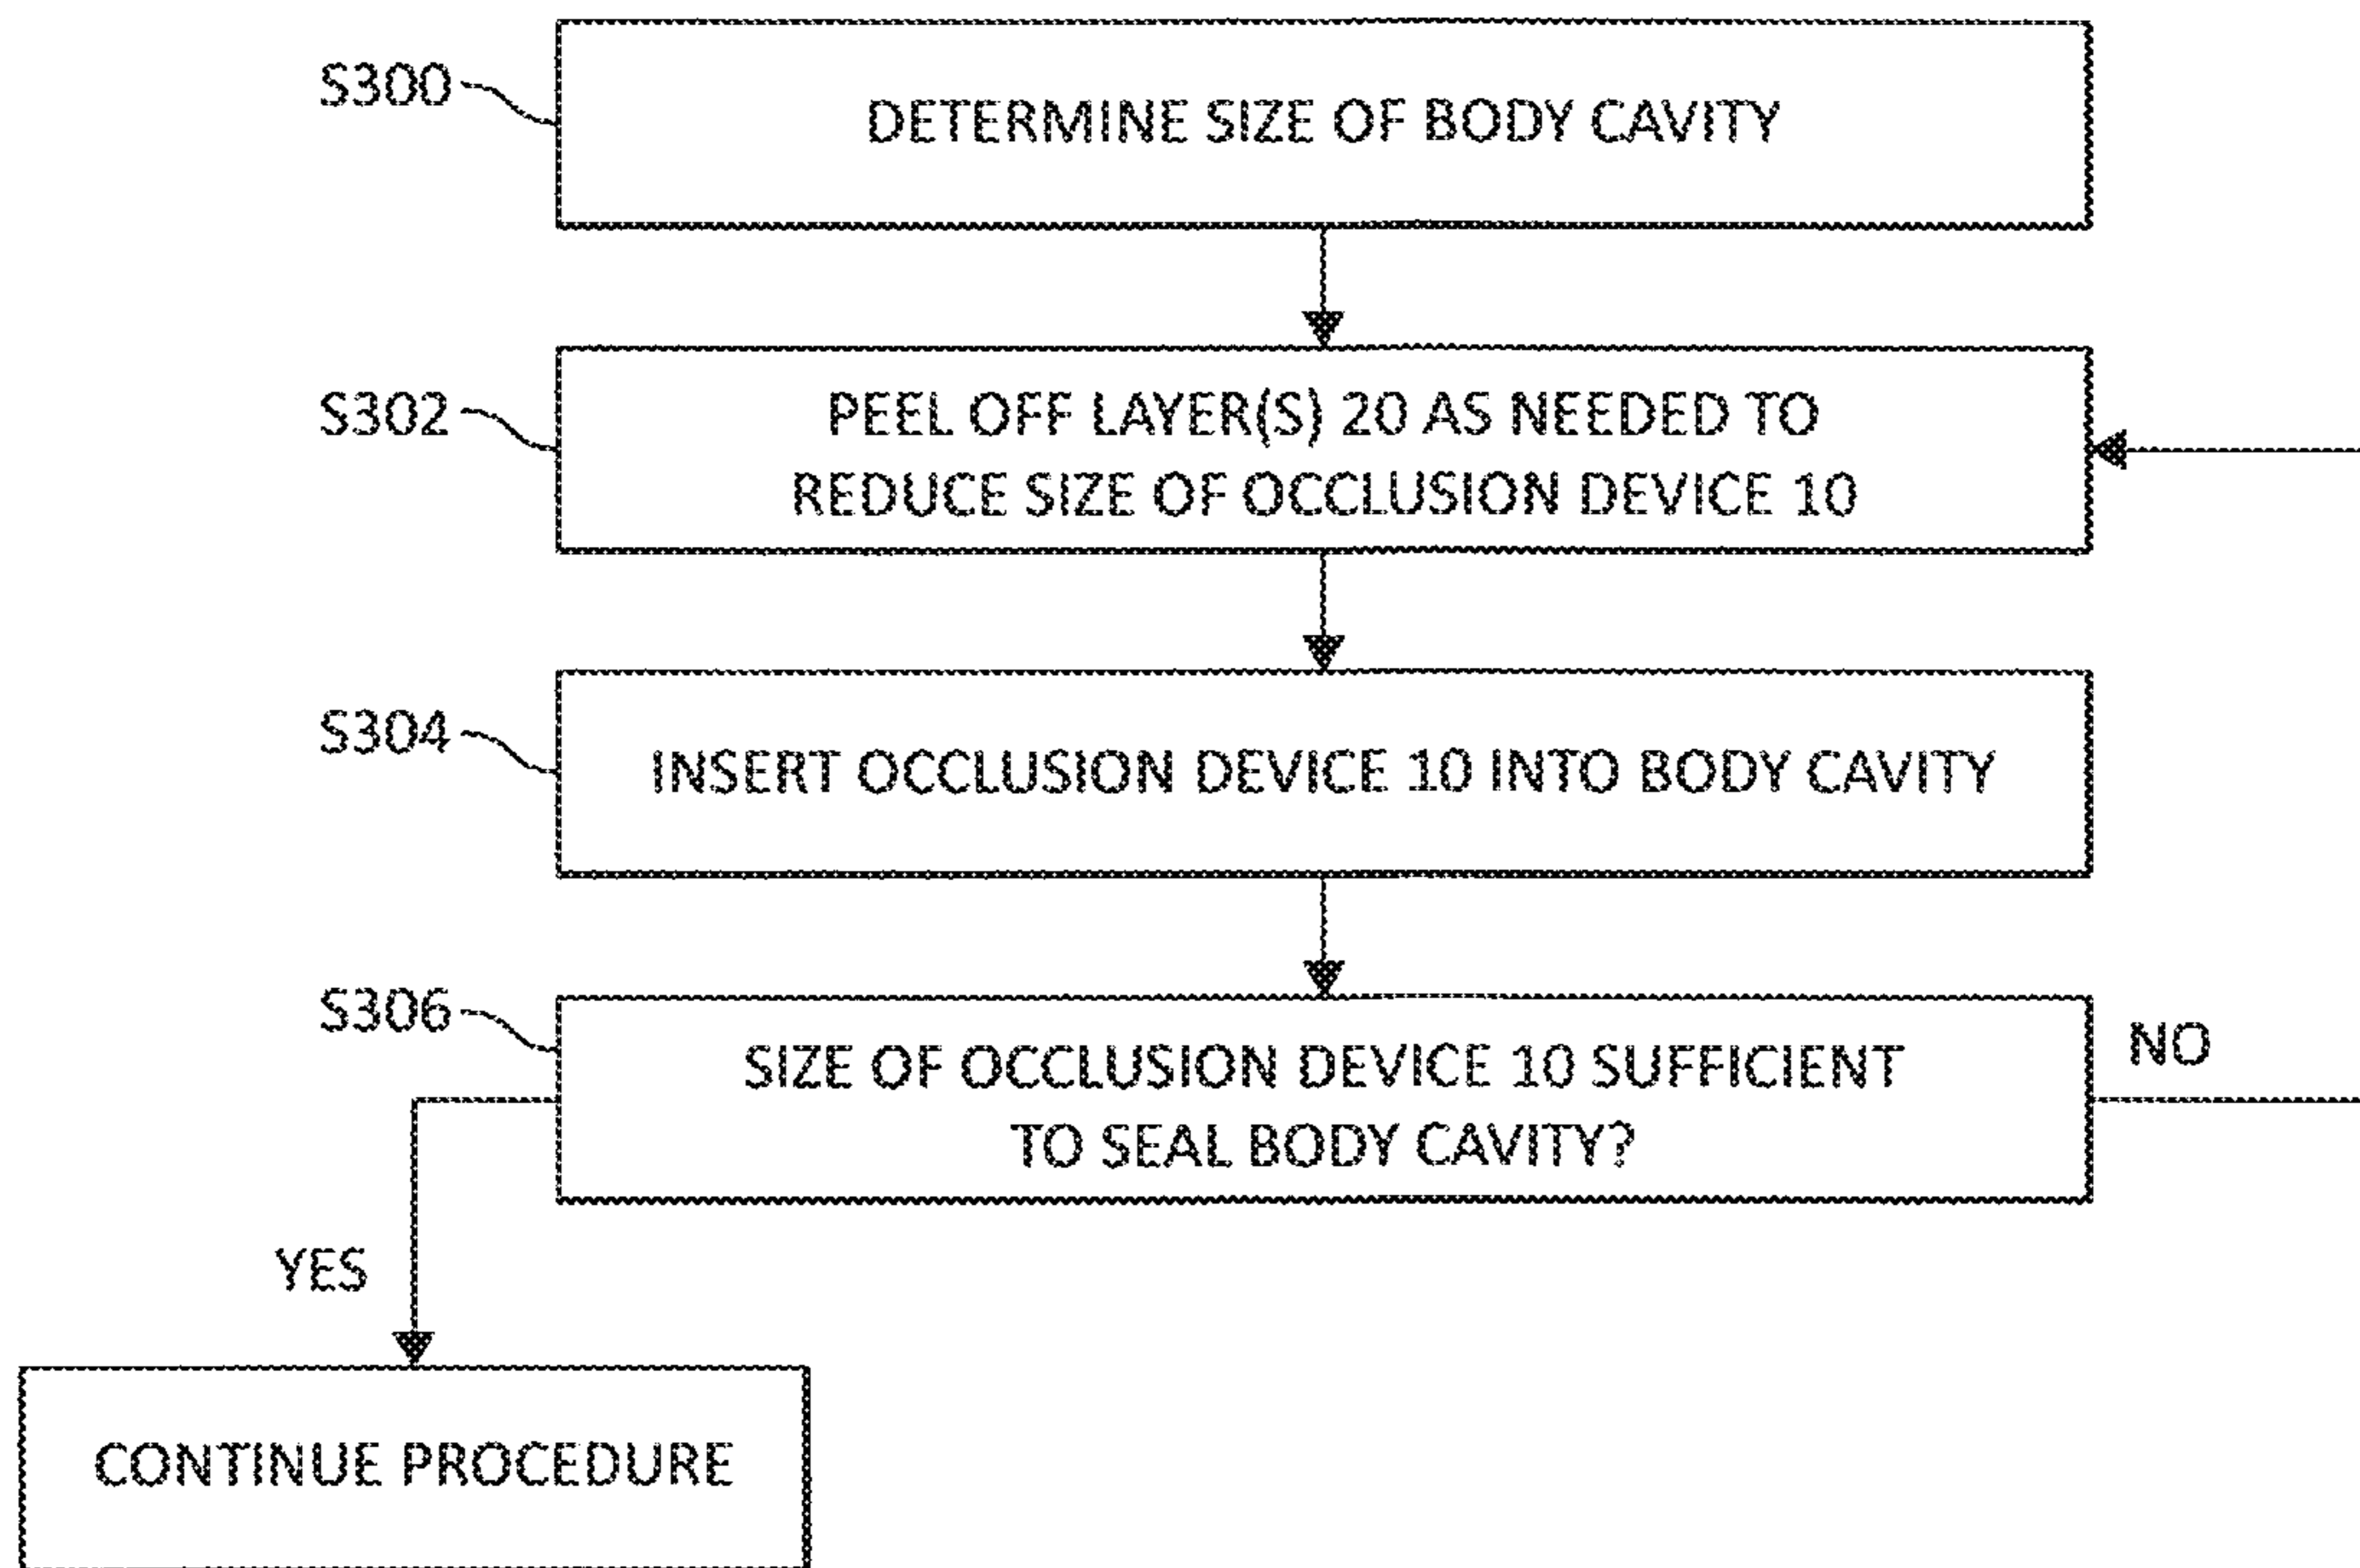 S300
DETERMINE SIZE OF BODY CAVITY
S302
PEEL OFF LAYER(S) 20 AS NEEDED TO
REDUCE SIZE OF OCCLUSION DEVICE 10
S304
INSERT OCCLUSION DEVICE 10 INTO BODY CAVITY
S306
SIZE OF OCCLUSION DEVICE 10 SUFFICIENT
TO SEAL BODY CAVITY?
NO
YES
CONTINUE PROCEDURE